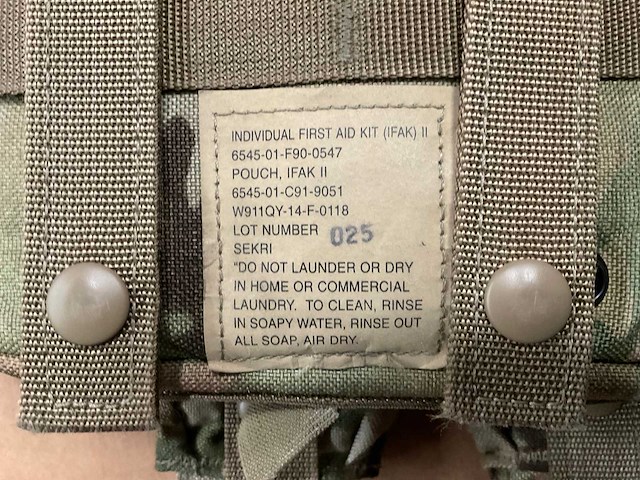 INDIVIDUAL FIRST AID KIT (IFAK) II
6545-01-F90-0547
POUCH, IFAK II
6545-01-C91-9051
W911QY-14-F-0118
LOT NUMBER 025
SEKRI
"DO NOT LAUNDER OR DRY
IN HOME OR COMMERCIAL
LAUNDRY. TO CLEAN, RINSE
IN SOAPY WATER, RINSE OUT
ALL SOAP, AIR DRY.